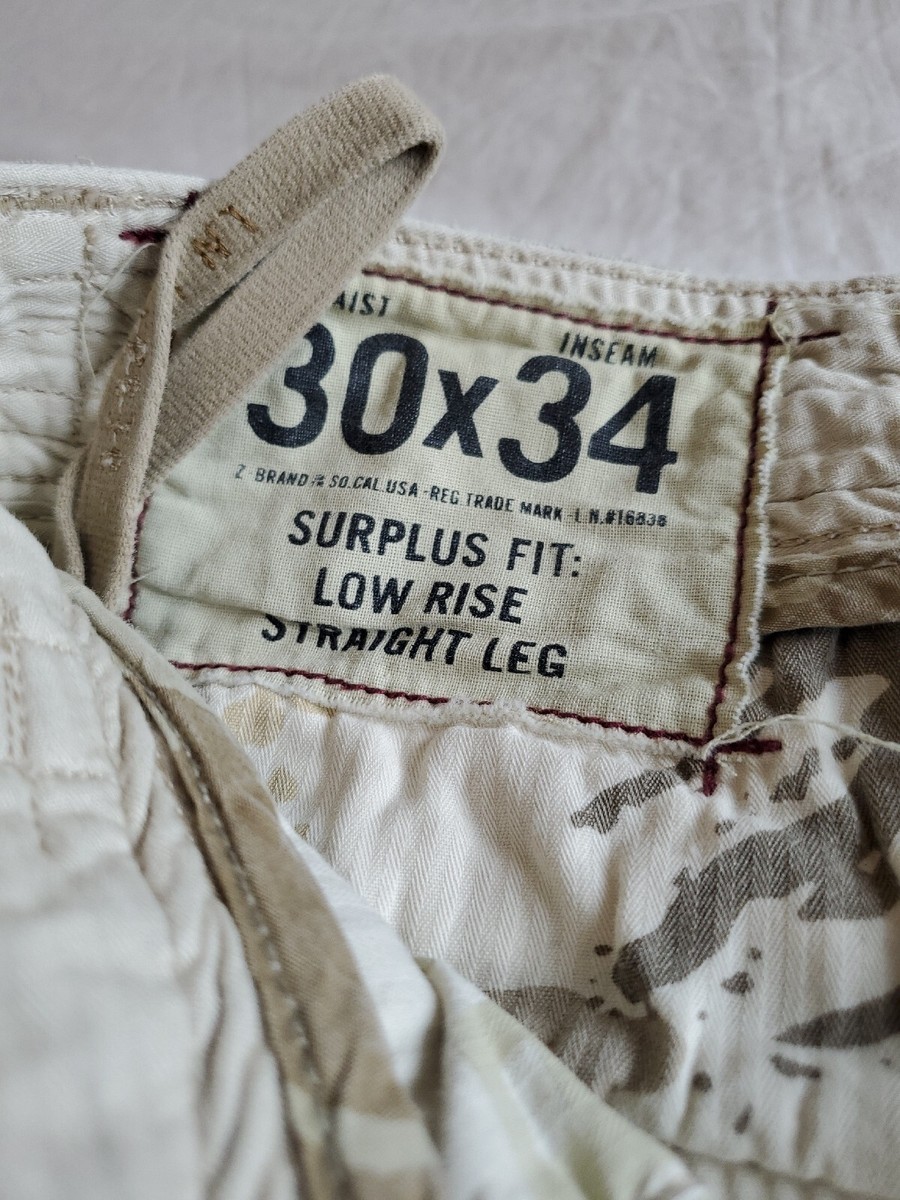 AIST
INSEAM
30x34
Z BRAND SO.CAL.USA-REG TRADE MARK L.N.#16838
SURPLUS FIT:
LOW RISE
STRAIGHT LEG